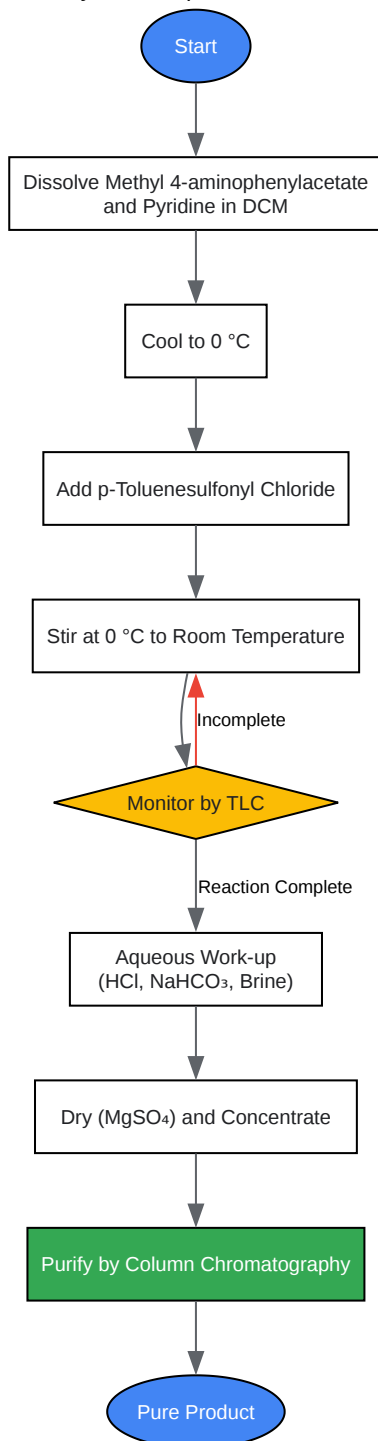 Start
Dissolve Methyl 4-aminophenylacetate
and Pyridine in DCM
Cool to 0 °C
Add p-Toluenesulfonyl Chloride
Stir at 0 °C to Room Temperature
Incomplete
Monitor by TLC
Reaction Complete
Aqueous Work-up
(HCl, NaHCO₃, Brine)
Dry (MgSO₄) and Concentrate
Purify by Column Chromatography
Pure Product